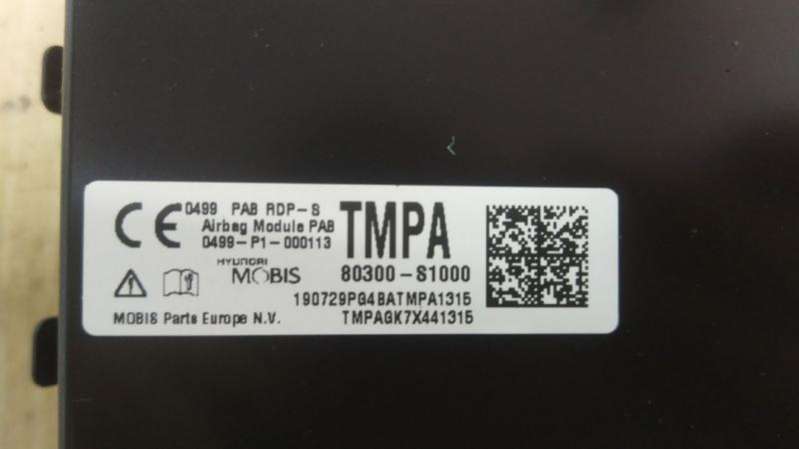 CE 0499 PAB RDP-S
Airbag Module PAB
0499-P1-000113
TMPA
HYUNDAI
MOBIS
80300-S1000
190729PG4BATMPA1315
MOBIS Parts Europe N.V.
TMPAGK7X441315